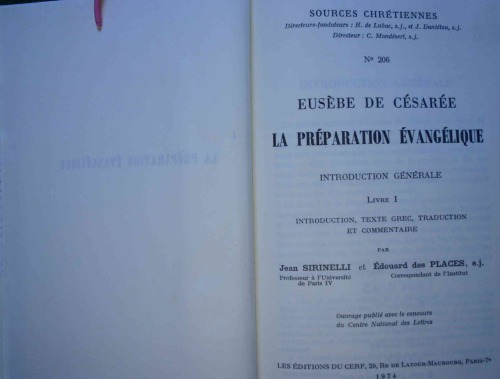 SOURCES CHRÉTIENNES
Directeurs-fondateurs : H. de Lubac, s.j., et J. Daniélou, s.j.
Directeur : C. Mondésert, s.j.
Nº 206
EUSÈBE DE CÉSARÉE
LA PRÉPARATION ÉVANGÉLIQUE
INTRODUCTION GÉNÉRALE
LIVRE I
INTRODUCTION, TEXTE GREC, TRADUCTION
ET COMMENTAIRE
PAR
Jean SIRINELLI et Édouard des PLACES, s.j.
Professeur à l'Université Correspondant de l'Institut
de Paris IV
Ouvrage publié avec le concours
du Centre National des Lettres
LES ÉDITIONS DU CERF, 29, BD DE LATOUR-MAUBOURG, PARIS-7e
1974